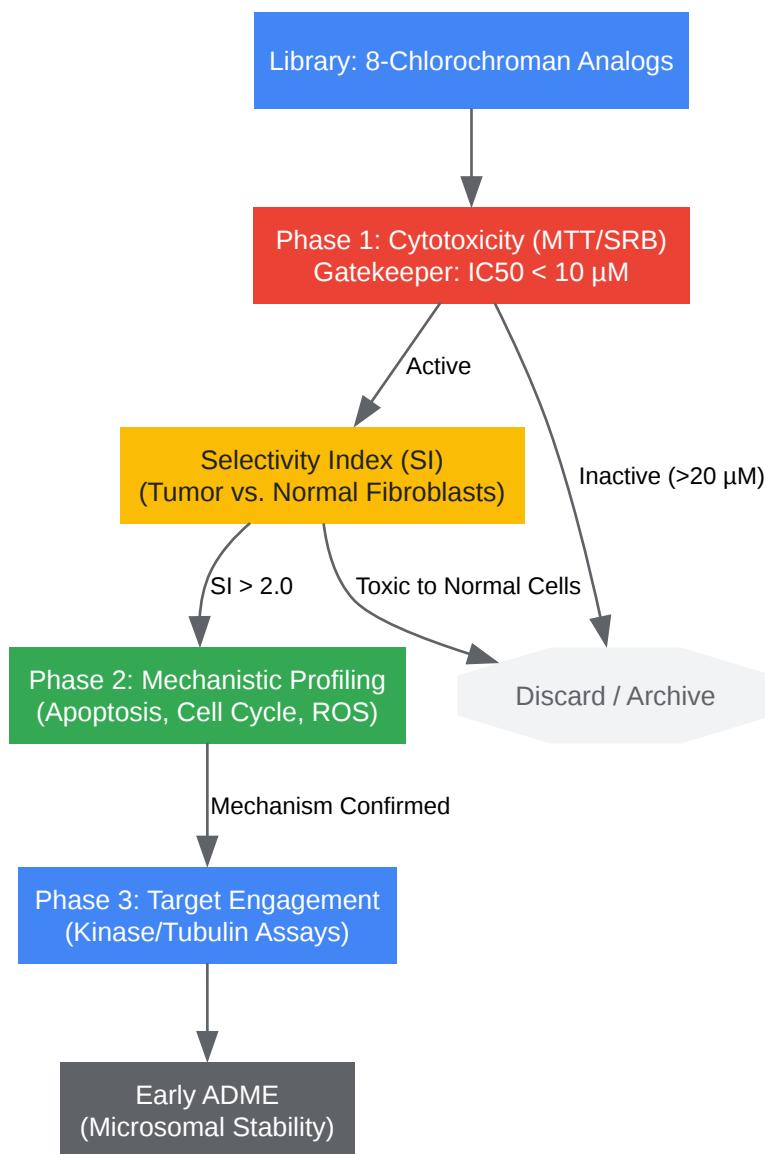 Library: 8-Chlorochroman Analogs
Phase 1: Cytotoxicity (MTT/SRB)
Gatekeeper: IC50 < 10 µM
Active
Inactive (>20 µM)
Selectivity Index (SI)
(Tumor vs. Normal Fibroblasts)
SI > 2.0
Toxic to Normal Cells
Phase 2: Mechanistic Profiling
(Apoptosis, Cell Cycle, ROS)
Discard / Archive
Mechanism Confirmed
Phase 3: Target Engagement
(Kinase/Tubulin Assays)
Early ADME
(Microsomal Stability)